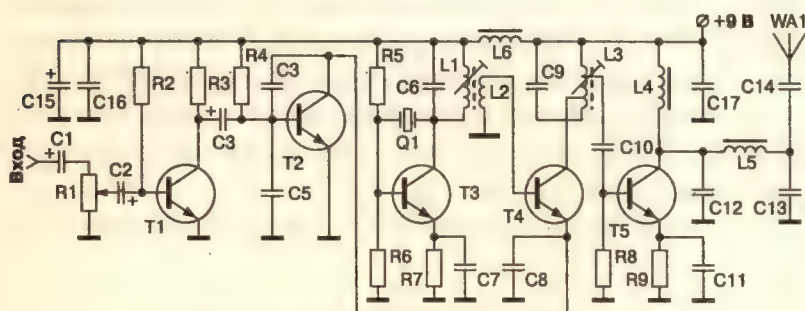 +9 В
WA1
R4
R5
L1
L6
L3
C3
R2
R3
C6
L2
C9
L4
C14
C15
C16
C17
+
+
C3
Q1
C1
C10
L5
Вход
+
C2
T2
T3
T4
R1
+
T1
C5
T5
C12
C13
R6
R7
C7
C8
R8
R9
C11